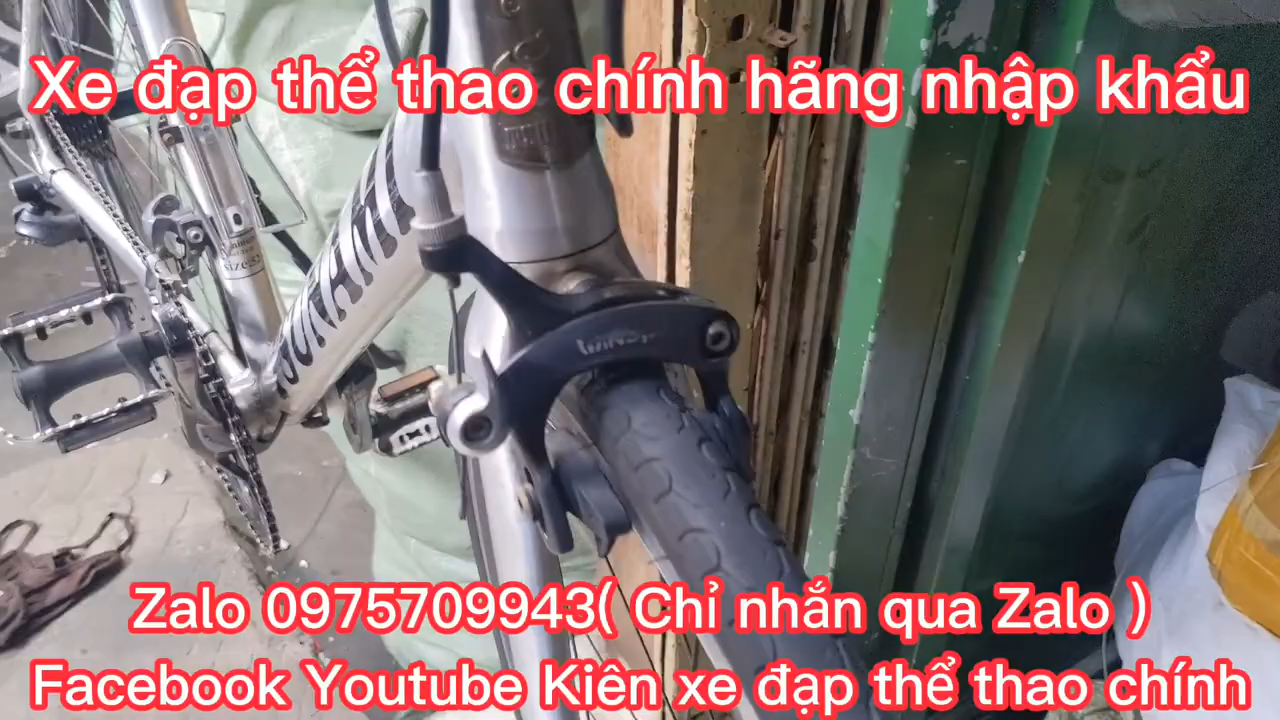 Xe đạp thể thao chính hãng nhập khẩu
Zalo 0975709943( Chỉ nhắn qua Zalo )
Facebook Youtube Kiên xe đạp thể thao chính